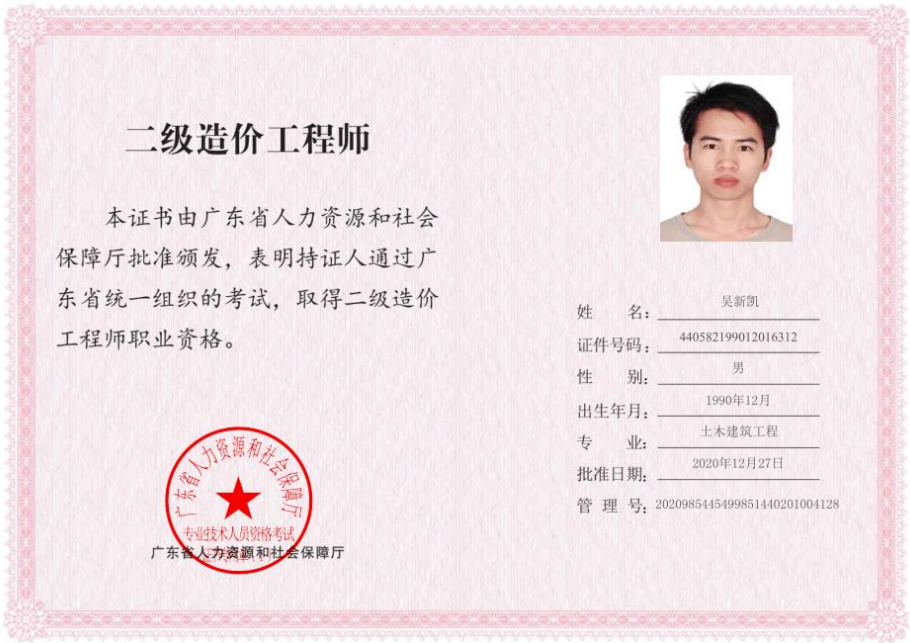 二级造价工程师
本证书由广东省人力资源和社会
保障厅批准颁发，表明持证人通过广
东省统一组织的考试，取得二级造价
工程师职业资格。
广东省人力资源和社会保障厅
专业技术人员资格考试
广东省人力资源和社会保障厅
姓 名：吴新凯
证件号码：440582199012016312
性 别：男
出生年月：1990年12月
专 业：土木建筑工程
批准日期：2020年12月27日
管 理 号：20209854454998514402010041​28